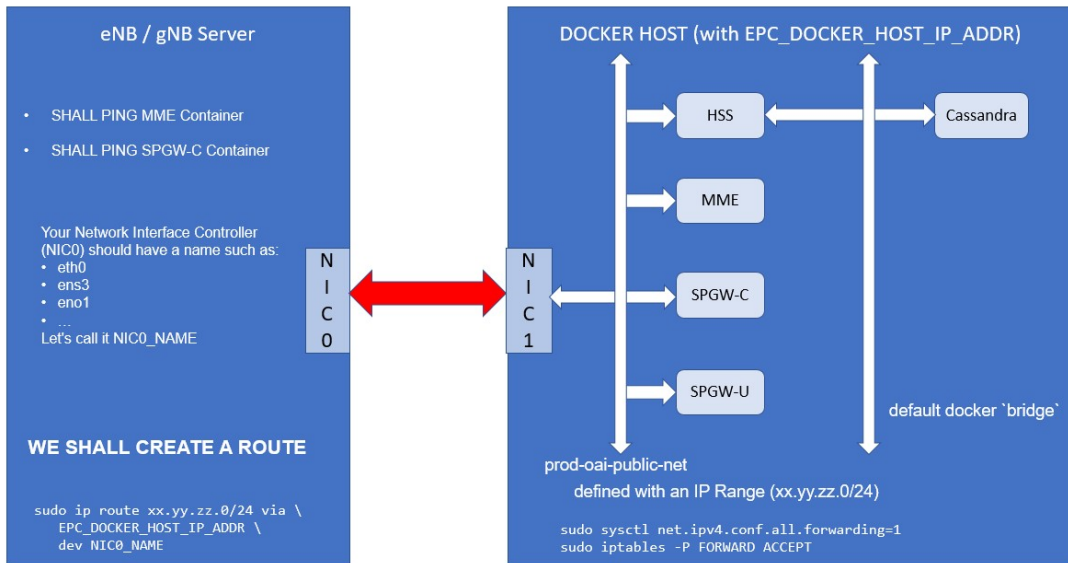 eNB / gNB Server
• SHALL PING MME Container
• SHALL PING SPGW-C Container
Your Network Interface Controller
(NIC0) should have a name such as:
• eth0
• ens3
• eno1
• ...
Let's call it NIC0_NAME
WE SHALL CREATE A ROUTE
sudo ip route xx.yy.zz.0/24 via \
EPC_DOCKER_HOST_IP_ADDR \
dev NIC0_NAME
N
I
C
0
N
I
C
1
DOCKER HOST (with EPC_DOCKER_HOST_IP_ADDR)
HSS
Cassandra
MME
SPGW-C
SPGW-U
default docker `bridge`
prod-oai-public-net
defined with an IP Range (xx.yy.zz.0/24)
sudo sysctl net.ipv4.conf.all.forwarding=1
sudo iptables -P FORWARD ACCEPT